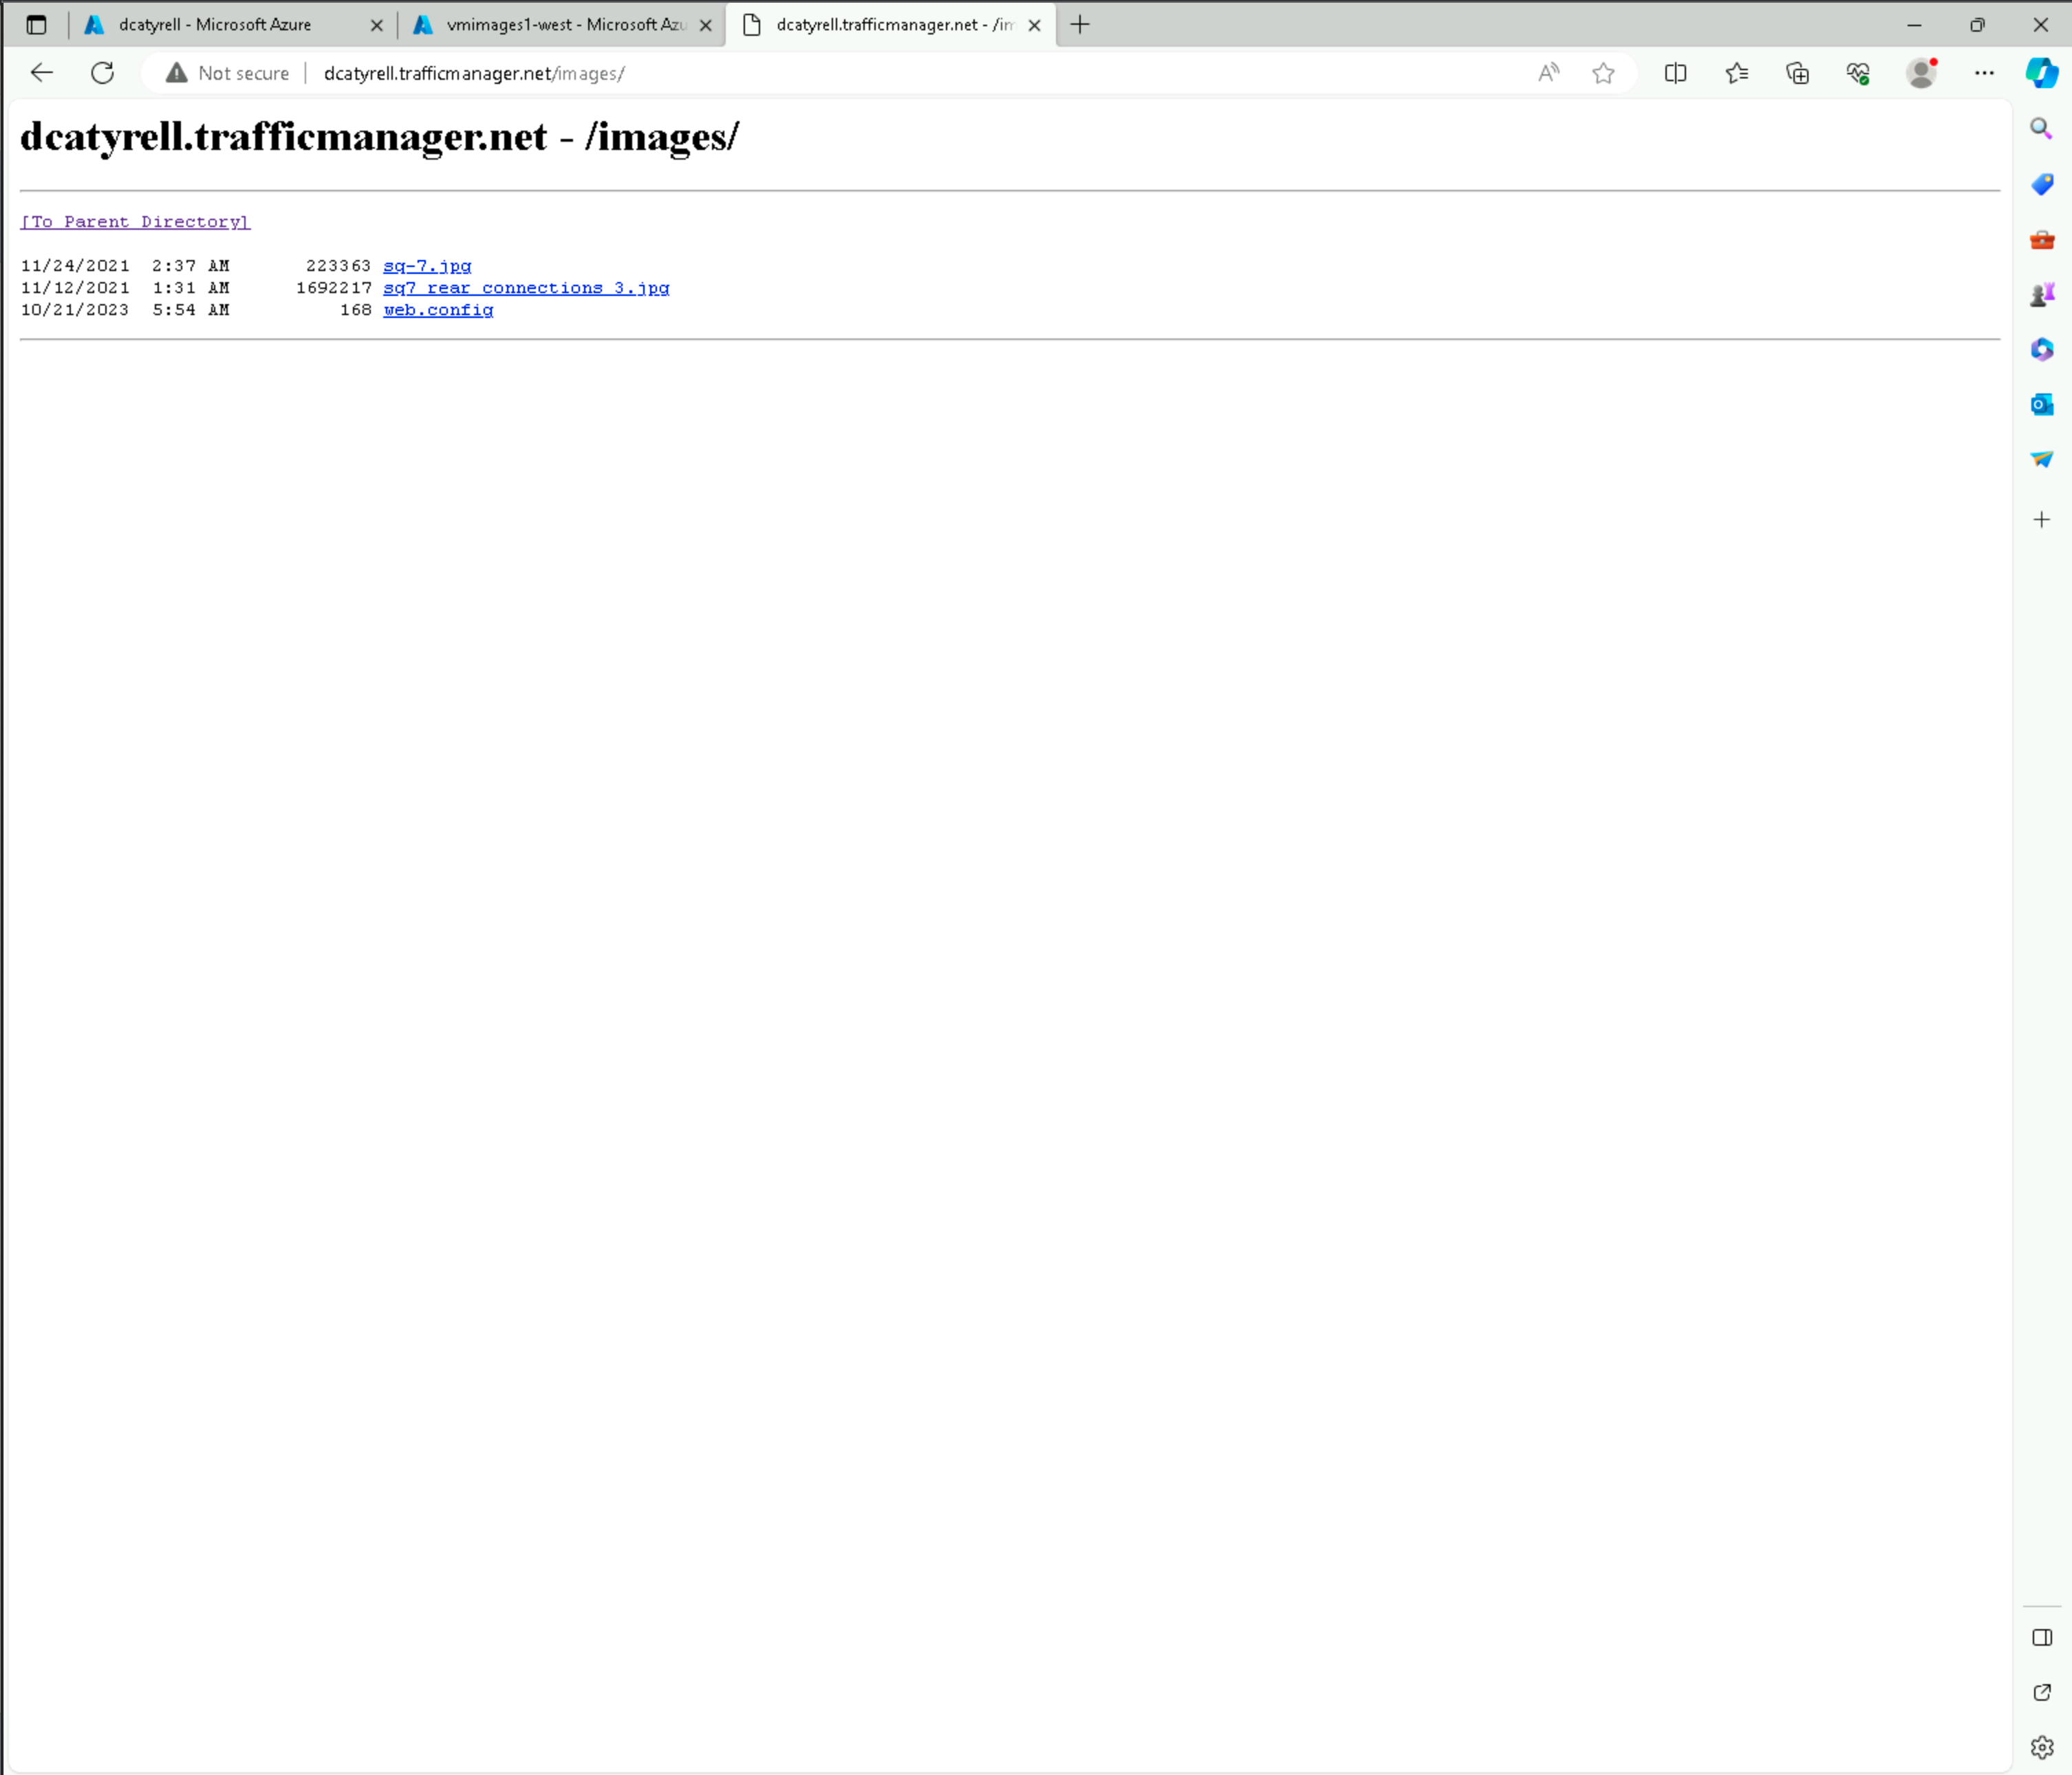 dcatyrell - Microsoft Azure
vmimages1-west - Microsoft Azu
dcatyrell.trafficmanager.net - /im
Not secure
dcatyrell.trafficmanager.net/images/
dcatyrell.trafficmanager.net - /images/
[To Parent Directory]
11/24/2021 2:37 AM 223363 sq-7.jpg
11/12/2021 1:31 AM 1692217 sq7 rear connections 3.jpg
10/21/2023 5:54 AM 168 web.config